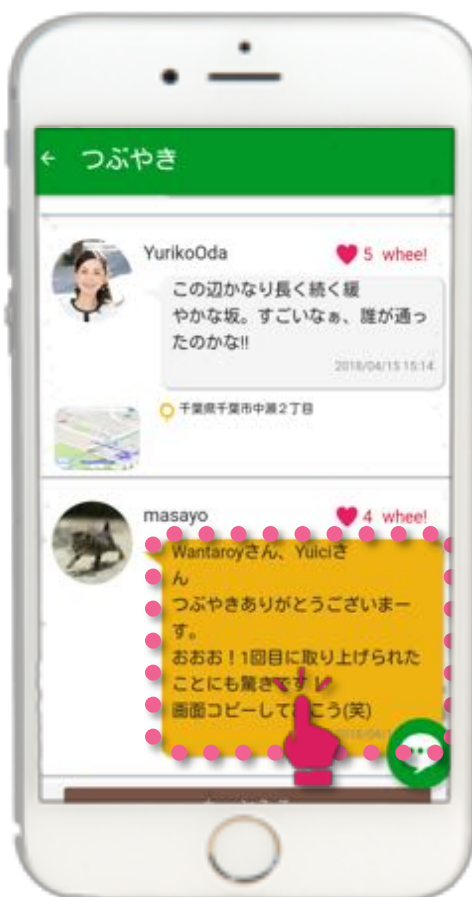 ← つぶやき
YurikoOda
5 whee!
この辺かなり長く続く緩
やかな坂。すごいなぁ、誰が通っ
たのかな!!
2018/04/15 15:14
千葉県千葉市中瀬2丁目
masayo
4 whee!
Wantaroyさん、Yuiciさ
ん
つぶやきありがとうございまー
す。
おおお！1回目に取り上げられた
ことにも驚きです！
画面コピーしておこう(笑)